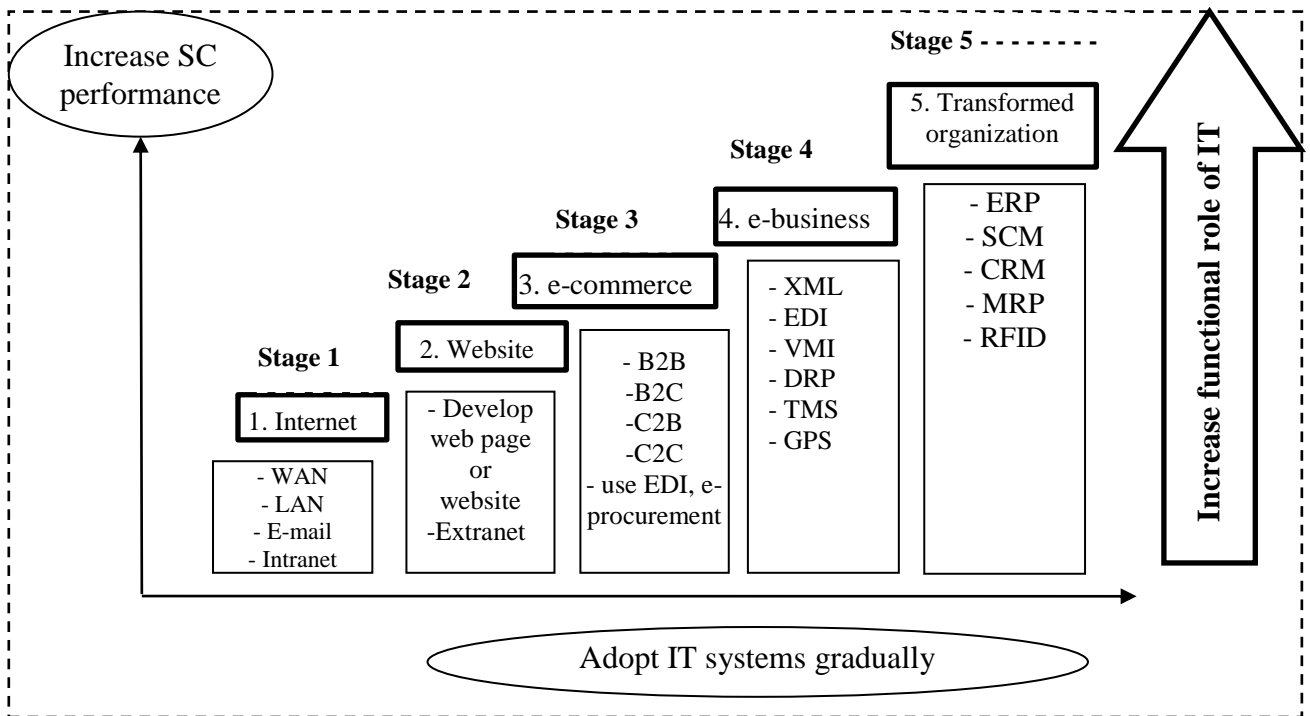 Increase SC
performance
Stage 1
1. Internet
- WAN
- LAN
- E-mail
- Intranet
Stage 2
2. Website
- Develop
web page
or
website
-Extranet
Stage 3
3. e-commerce
- B2B
-B2C
- C2B
- C2C
- use EDI, e-
procurement
Stage 4
4. e-business
- XML
- EDI
- VMI
- DRP
- TMS
- GPS
Stage 5
5. Transformed
organization
- ERP
- SCM
- CRM
- MRP
- RFID
Increase functional role of IT
Adopt IT systems gradually